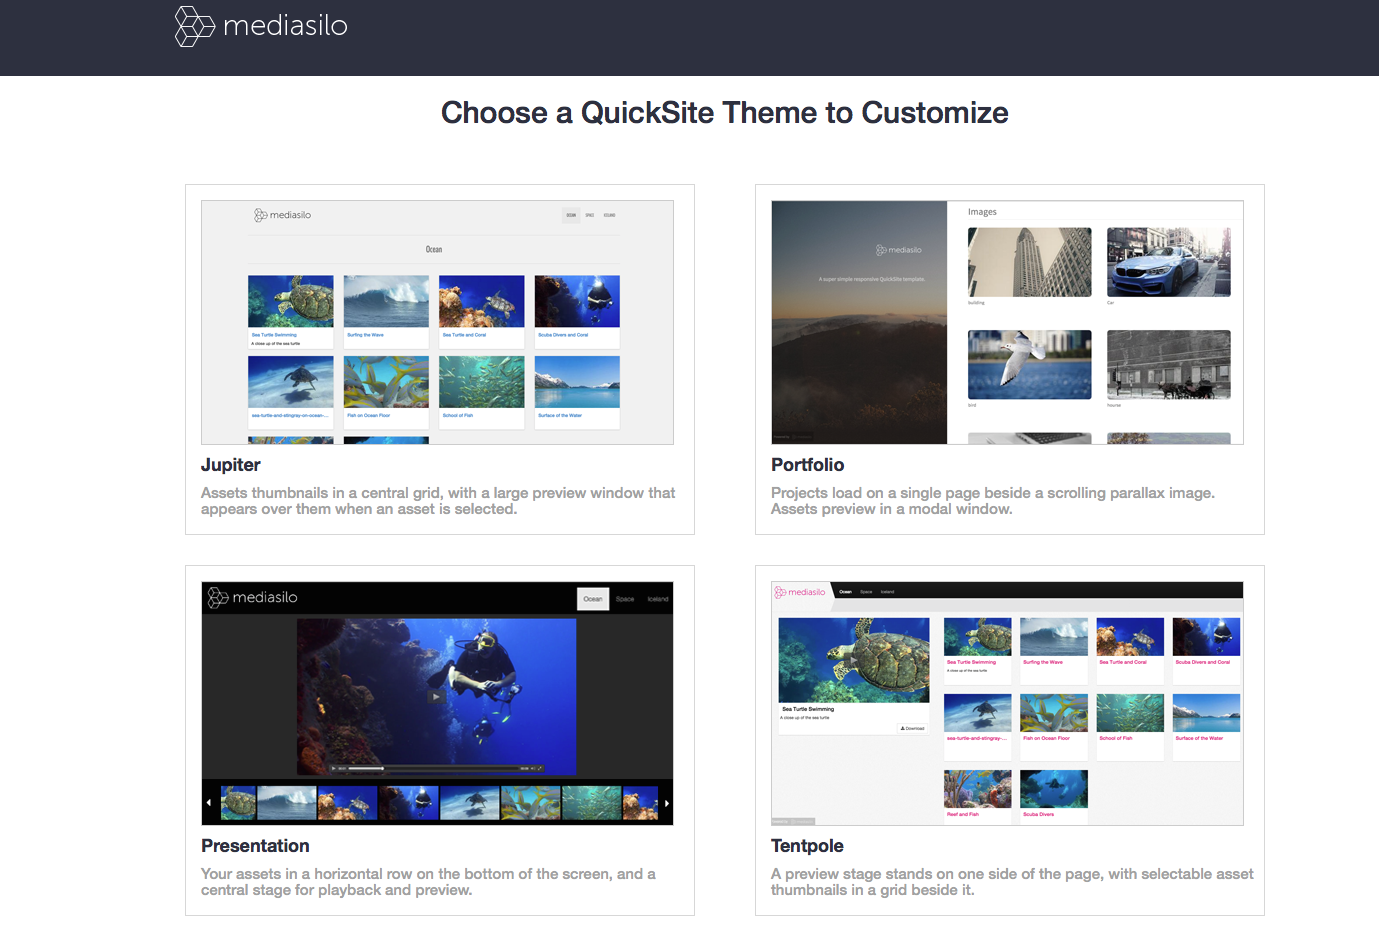 mediasilo
Choose a QuickSite Theme to Customize
mediasilo
OCEAN SPACE ICELAND
Ocean
Sea Turtle Swimming
A close up of the sea turtle
Surfing the Wave
Sea Turtle and Coral
Scuba Divers and Coral
sea-turtle-and-stingray-on-ocean-...
Fish on Ocean Floor
School of Fish
Surface of the Water
Jupiter
Assets thumbnails in a central grid, with a large preview window that
appears over them when an asset is selected.
mediasilo
A super simple responsive QuickSite template.
Images
building
Car
bird
hourse
Portfolio
Projects load on a single page beside a scrolling parallax image.
Assets preview in a modal window.
mediasilo
Ocean Space Iceland
Presentation
Your assets in a horizontal row on the bottom of the screen, and a
central stage for playback and preview.
mediasilo
Ocean Space Iceland
Sea Turtle Swimming
A close up of the sea turtle
Download
Sea Turtle Swimming
A close up of the sea turtle
Surfing the Wave
Sea Turtle and Coral
Scuba Divers and Coral
sea-turtle-and-stingray-...
Fish on Ocean Floor
School of Fish
Surface of the Water
Reef and Fish
Scuba Divers
Tentpole
A preview stage stands on one side of the page, with selectable asset
thumbnails in a grid beside it.